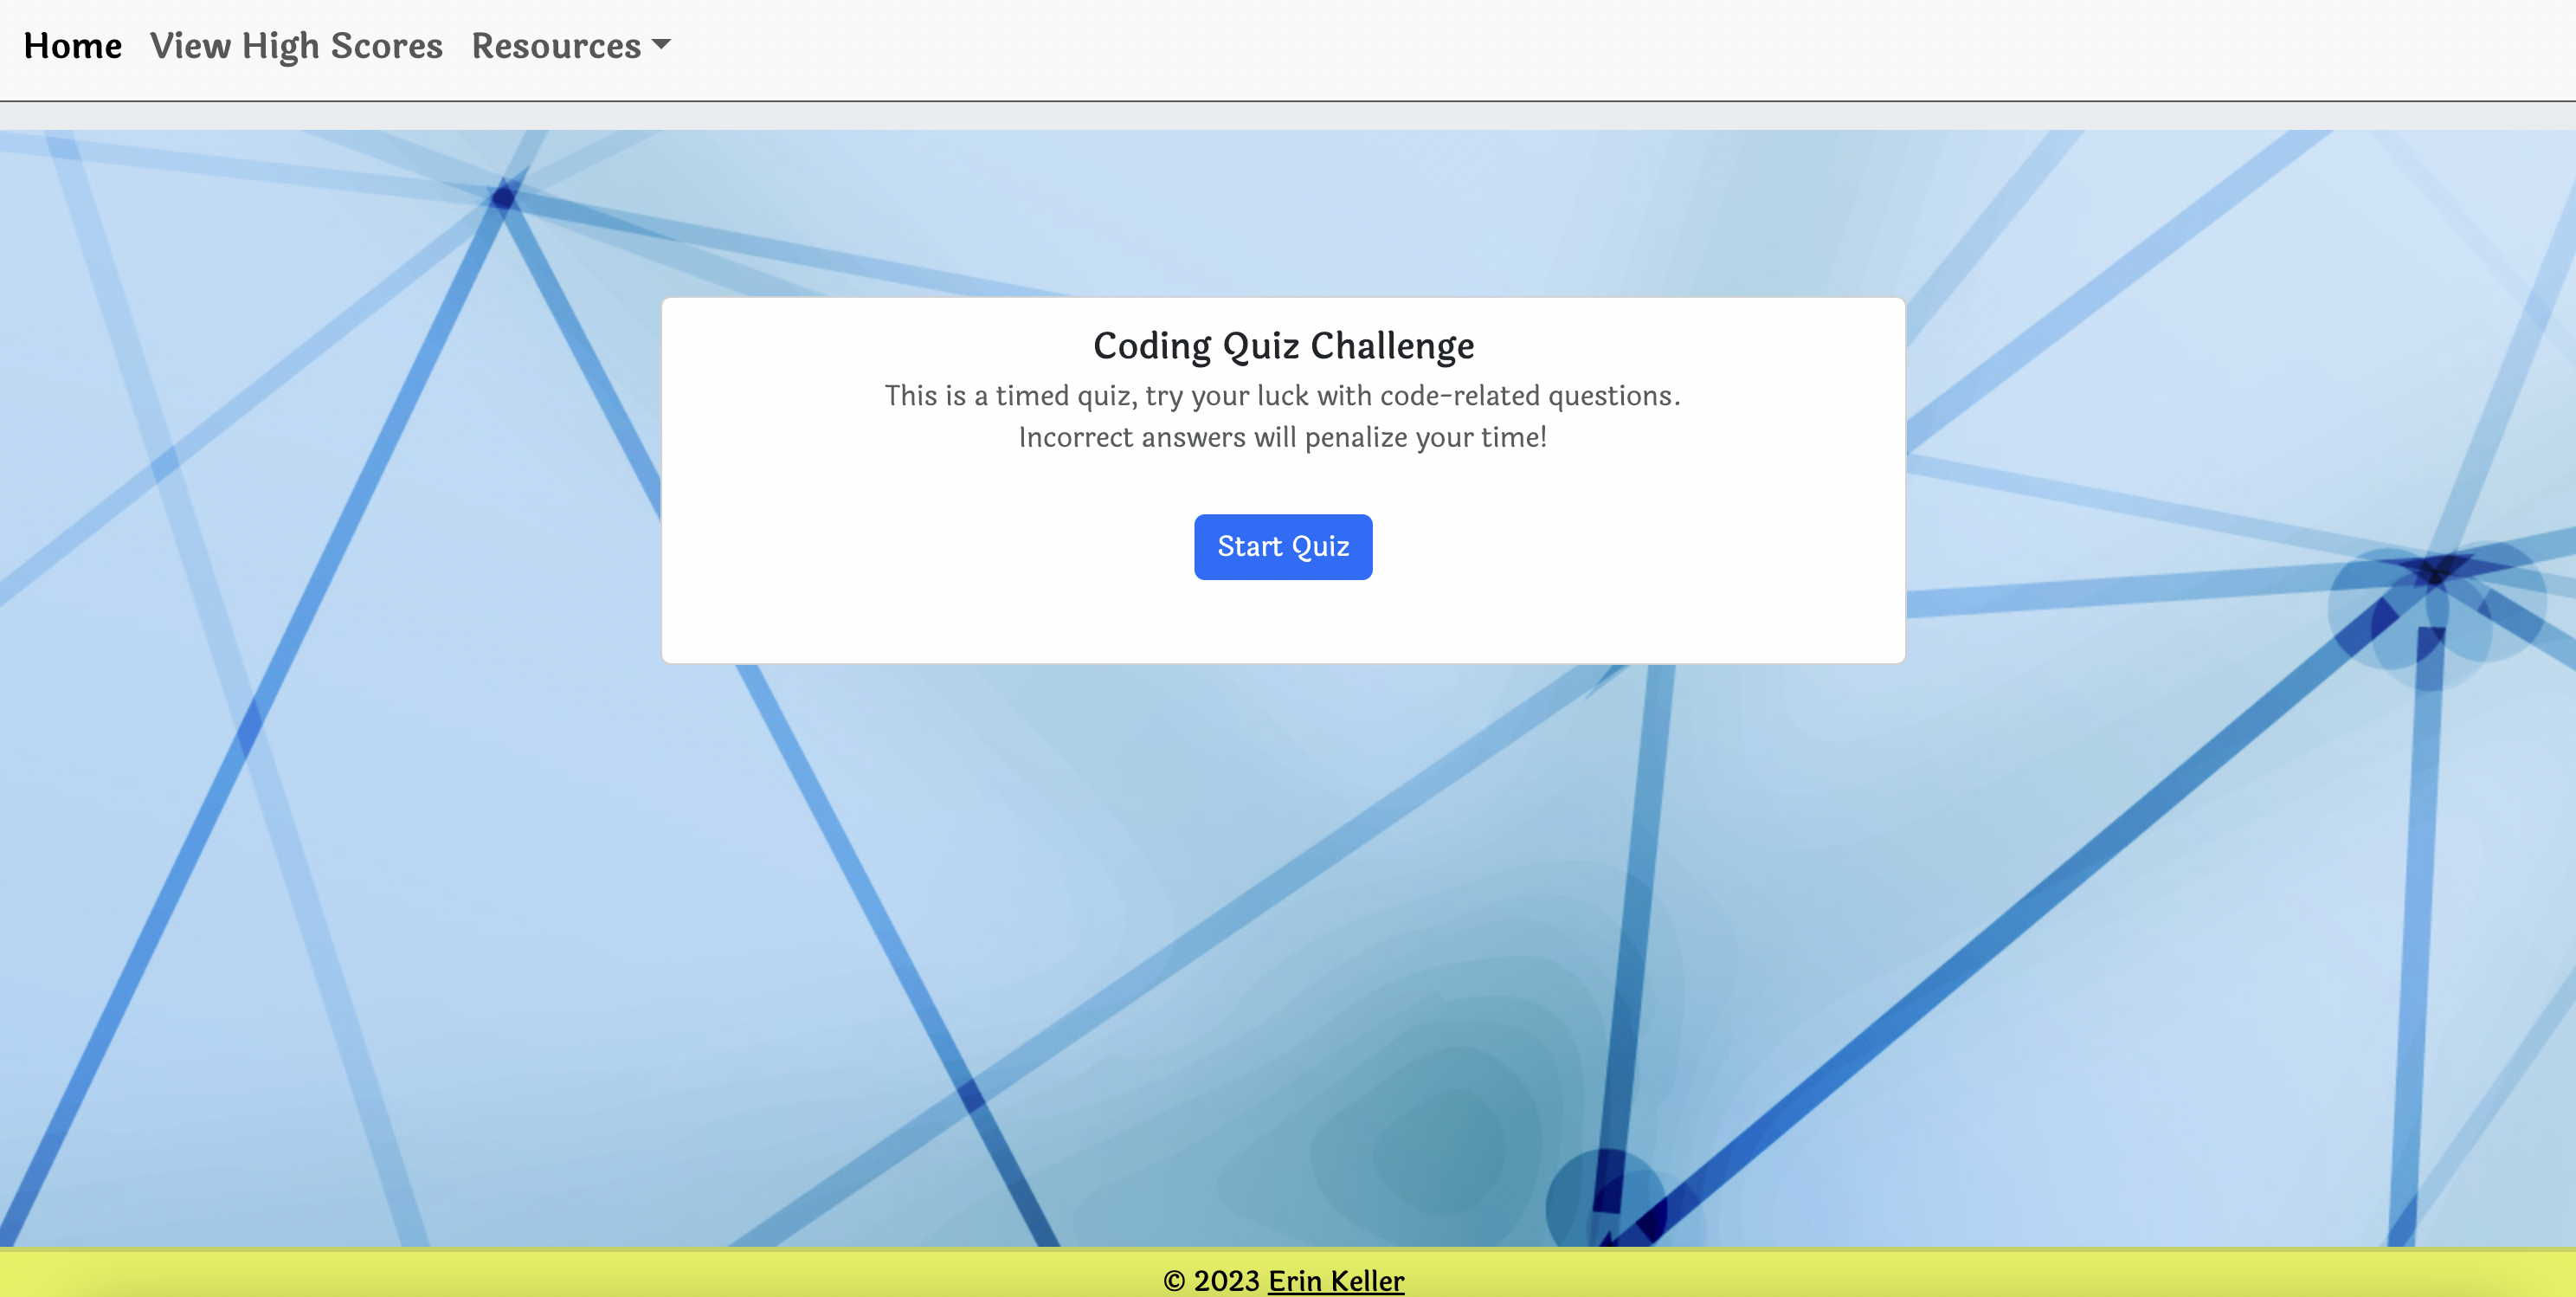 Home View High Scores Resources
Coding Quiz Challenge
This is a timed quiz, try your luck with code-related questions.
Incorrect answers will penalize your time!
Start Quiz
© 2023 Erin Keller